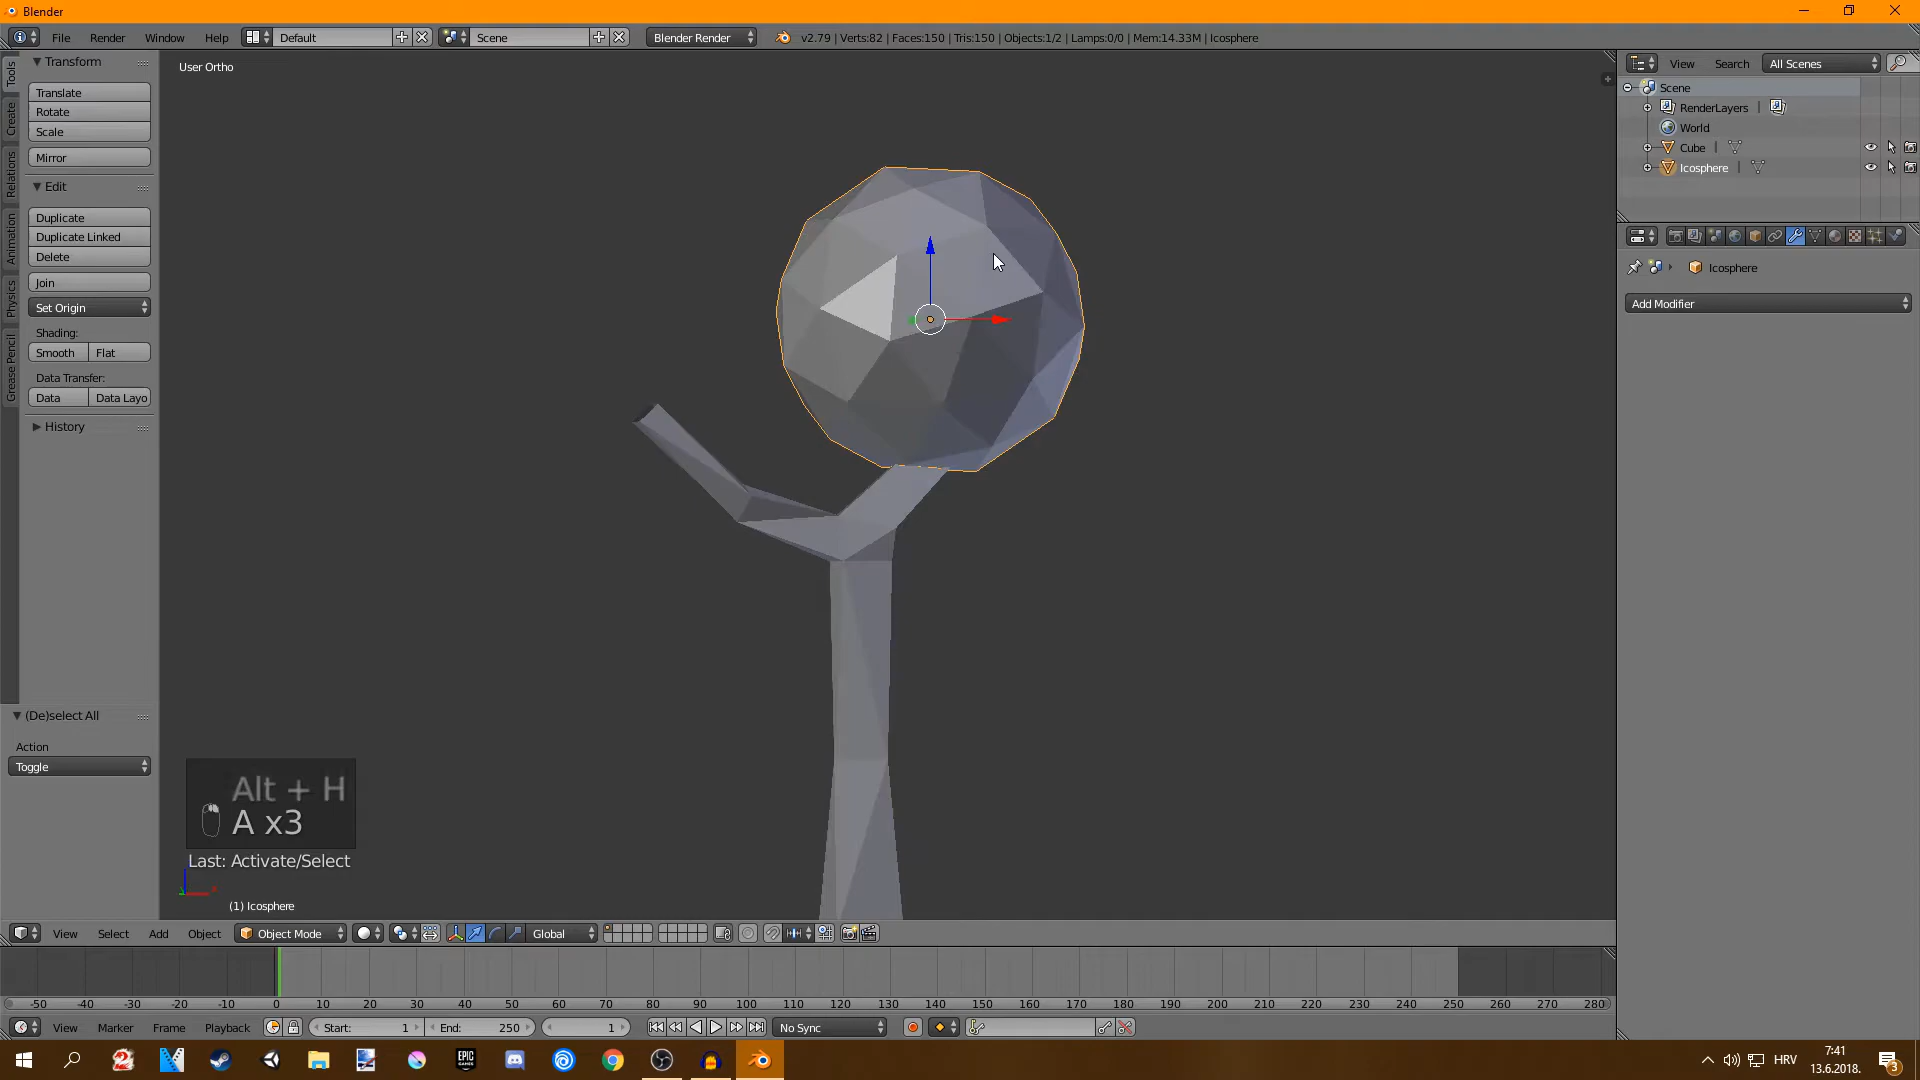 Blender
File Render Window Help Default Scene Blender Render v2.79 | Verts:82 | Faces:150 | Tris:150 | Objects:1/2 | Lamps:0/0 | Mem:14.33M | Icosphere
Tools
Create
Relations
Animation
Physics
Grease Pencil
Transform
Translate
Rotate
Scale
Mirror
Edit
Duplicate
Duplicate Linked
Delete
Join
Set Origin
Shading:
Smooth Flat
Data Transfer:
Data Data Layo
History
(De)select All
Action
Toggle
User Ortho
Alt + H
A x3
Last: Activate/Select
(1) Icosphere
View Search All Scenes
Scene
RenderLayers |
World
Cube |
Icosphere |
Icosphere
Add Modifier
View Select Add Object Object Mode Global
-50 -40 -30 -20 -10 0 10 20 30 40 50 60 70 80 90 100 110 120 130 140 150 160 170 180 190 200 210 220 230 240 250 260 270 280
View Marker Frame Playback Start: 1 End: 250 1 No Sync
EPIC GAMES HRV 7:41
13.6.2018. 3